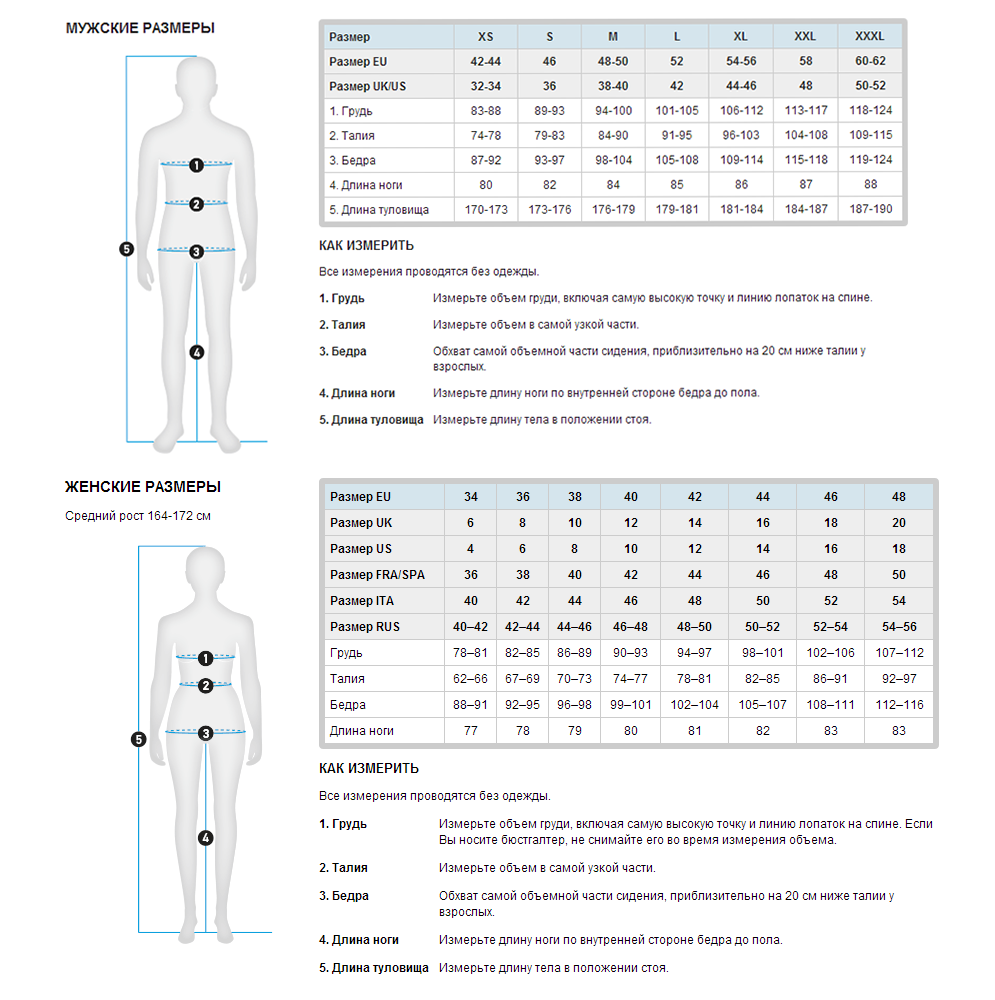 МУЖСКИЕ РАЗМЕРЫ
Размер XS S M L XL XXL XXXL
Размер EU 42-44 46 48-50 52 54-56 58 60-62
Размер UK/US 32-34 36 38-40 42 44-46 48 50-52
1. Грудь 83-88 89-93 94-100 101-105 106-112 113-117 118-124
2. Талия 74-78 79-83 84-90 91-95 96-103 104-108 109-115
3. Бедра 87-92 93-97 98-104 105-108 109-114 115-118 119-124
4. Длина ноги 80 82 84 85 86 87 88
5. Длина туловища 170-173 173-176 176-179 179-181 181-184 184-187 187-190
1
2
3
5
4
КАК ИЗМЕРИТЬ
Все измерения проводятся без одежды.
1. Грудь Измерьте объем груди, включая самую высокую точку и линию лопаток на спине.
2. Талия Измерьте объем в самой узкой части.
3. Бедра Обхват самой объемной части сидения, приблизительно на 20 см ниже талии у
взрослых.
4. Длина ноги Измерьте длину ноги по внутренней стороне бедра до пола.
5. Длина туловища Измерьте длину тела в положении стоя.
ЖЕНСКИЕ РАЗМЕРЫ
Средний рост 164-172 см
Размер EU 34 36 38 40 42 44 46 48
Размер UK 6 8 10 12 14 16 18 20
Размер US 4 6 8 10 12 14 16 18
Размер FRA/SPA 36 38 40 42 44 46 48 50
Размер ITA 40 42 44 46 48 50 52 54
Размер RUS 40–42 42–44 44–46 46–48 48–50 50–52 52–54 54–56
Грудь 78–81 82–85 86–89 90–93 94–97 98–101 102–106 107–112
Талия 62–66 67–69 70–73 74–77 78–81 82–85 86–91 92–97
Бедра 88–91 92–95 96–98 99–101 102–104 105–107 108–111 112–116
Длина ноги 77 78 79 80 81 82 83 83
1
2
3
5
4
КАК ИЗМЕРИТЬ
Все измерения проводятся без одежды.
1. Грудь Измерьте объем груди, включая самую высокую точку и линию лопаток на спине. Если
Вы носите бюстгалтер, не снимайте его во время измерения объема.
2. Талия Измерьте объем в самой узкой части.
3. Бедра Обхват самой объемной части сидения, приблизительно на 20 см ниже талии у
взрослых.
4. Длина ноги Измерьте длину ноги по внутренней стороне бедра до пола.
5. Длина туловища Измерьте длину тела в положении стоя.